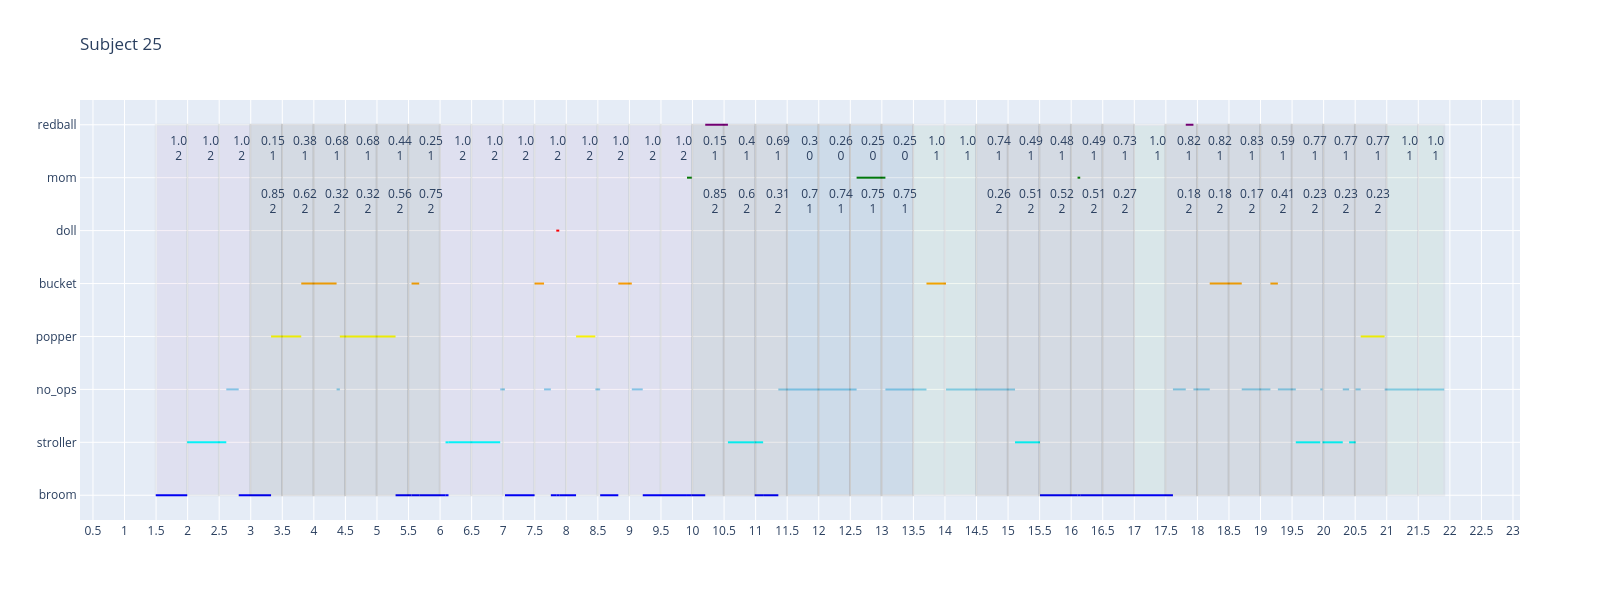 Subject 25
redball
1.0 1.0 1.0 0.15 0.38 0.68 0.68 0.44 0.25 1.0 1.0 1.0 1.0 1.0 1.0 1.0 1.0 0.15 0.4 0.69 0.3 0.26 0.25 0.25 1.0 1.0 0.74 0.49 0.48 0.49 0.73 1.0 0.82 0.82 0.83 0.59 0.77 0.77 0.77 1.0 1.0
2 2 2 1 1 1 1 1 1 2 2 2 2 2 2 2 2 1 1 1 0 0 0 0 1 1 1 1 1 1 1 1 1 1 1 1 1 1 1 1 1
mom
0.85 0.62 0.32 0.32 0.56 0.75 0.85 0.6 0.31 0.7 0.74 0.75 0.75 0.26 0.51 0.52 0.51 0.27 0.18 0.18 0.17 0.41 0.23 0.23 0.23
2 2 2 2 2 2 2 2 2 1 1 1 1 2 2 2 2 2 2 2 2 2 2 2 2
doll
bucket
popper
no_ops
stroller
broom
0.5 1 1.5 2 2.5 3 3.5 4 4.5 5 5.5 6 6.5 7 7.5 8 8.5 9 9.5 10 10.5 11 11.5 12 12.5 13 13.5 14 14.5 15 15.5 16 16.5 17 17.5 18 18.5 19 19.5 20 20.5 21 21.5 22 22.5 23